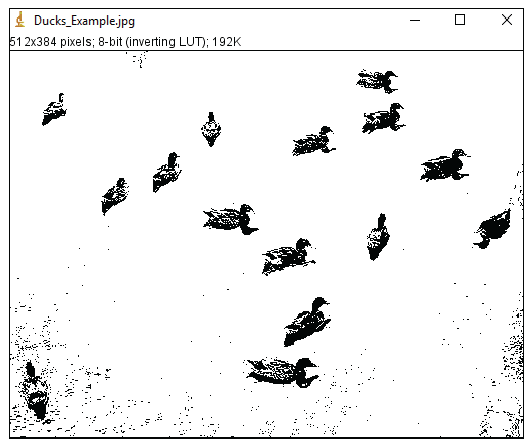 Ducks_Example.jpg
512x384 pixels; 8-bit (inverting LUT); 192K